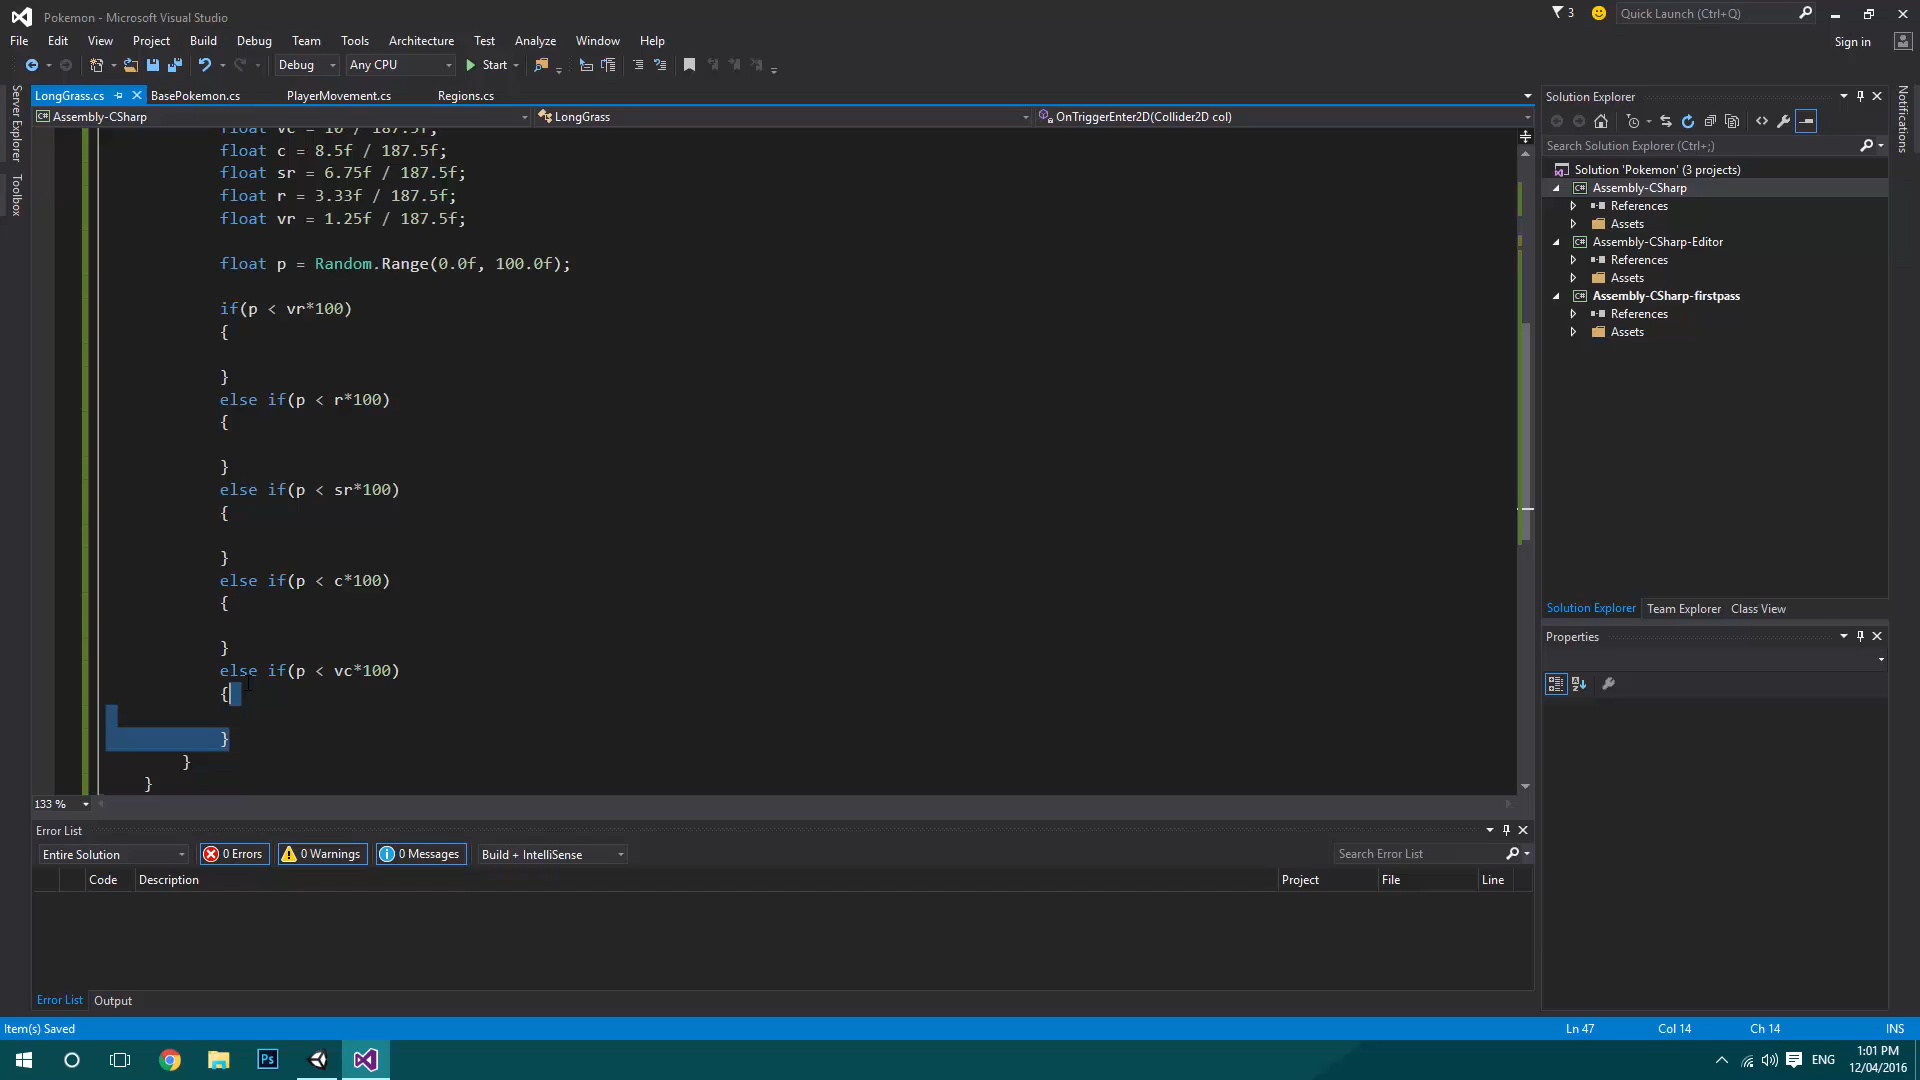 Pokemon - Microsoft Visual Studio
3
Quick Launch (Ctrl+Q)
File Edit View Project Build Debug Team Tools Architecture Test Analyze Window Help
Sign in
Debug Any CPU Start
Server Explorer
Toolbox
LongGrass.cs BasePokemon.cs PlayerMovement.cs Regions.cs
Assembly-CSharp LongGrass OnTriggerEnter2D(Collider2D col)
float vc = 10 / 187.5f;
float c = 8.5f / 187.5f;
float sr = 6.75f / 187.5f;
float r = 3.33f / 187.5f;
float vr = 1.25f / 187.5f;
float p = Random.Range(0.0f, 100.0f);
if(p < vr*100)
{
}
else if(p < r*100)
{
}
else if(p < sr*100)
{
}
else if(p < c*100)
{
}
else if(p < vc*100)
{
}
}
}
133 %
Error List
Entire Solution 0 Errors 0 Warnings 0 Messages Build + IntelliSense Search Error List
Code Description Project File Line
Error List Output
Solution Explorer
Search Solution Explorer (Ctrl+;)
Solution 'Pokemon' (3 projects)
C# Assembly-CSharp
References
Assets
C# Assembly-CSharp-Editor
References
Assets
C# Assembly-CSharp-firstpass
References
Assets
Solution Explorer Team Explorer Class View
Properties
Notifications
Item(s) Saved Ln 47 Col 14 Ch 14 INS
Ps
ENG
1:01 PM
12/04/2016